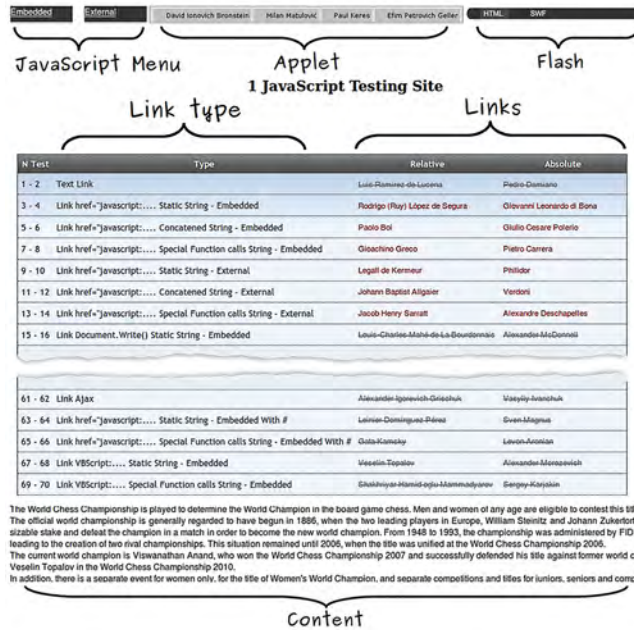 Embedded External David Ionovich Bronstein Milan Matulović Paul Keres Efim Petrovich Geller HTML SWF
JavaScript Menu Applet Flash
1 JavaScript Testing Site
Link type Links
N Test Type Relative Absolute
1 - 2 Text Link Luis Ramirez de Lucena Pedro Damiano
3 - 4 Link href="javascript:.... Static String - Embedded Rodrigo (Ruy) López de Segura Giovanni Leonardo di Bona
5 - 6 Link href="javascript:.... Concatened String - Embedded Paolo Boi Giulio Cesare Polerio
7 - 8 Link href="javascript:.... Special Function calls String - Embedded Gioachino Greco Pietro Carrera
9 - 10 Link href="javascript:.... Static String - External Legall de Kermeur Philidor
11 - 12 Link href="javascript:.... Concatened String - External Johann Baptist Allgaier Verdoni
13 - 14 Link href="javascript:.... Special Function calls String - External Jacob Henry Sarratt Alexandre Deschapelles
15 - 16 Link Document.Write() Static String - Embedded Louis-Charles Mahé de La Bourdonnais Alexander McDonnell
61 - 62 Link Ajax Alexander Igorevich Grischuk Vasyliy Ivanchuk
63 - 64 Link href="javascript:.... Static String - Embedded With # Leinier Domínguez Pérez Sven Magnus
65 - 66 Link href="javascript:.... Special Function calls String - Embedded With # Gata Kamsky Levon Aronian
67 - 68 Link VBScript:.... Static String - Embedded Veselin Topalov Alexander Morozevich
69 - 70 Link VBScript:.... Special Function calls String - Embedded Shakhriyar Hamid oglu Mammadyarov Sergey Karjakin
The World Chess Championship is played to determine the World Champion in the board game chess. Men and women of any age are eligible to contest this titl
The official world championship is generally regarded to have begun in 1886, when the two leading players in Europe, William Steinitz and Johann Zukertort
sizable stake and defeat the champion in a match in order to become the new world champion. From 1948 to 1993, the championship was administered by FID
leading to the creation of two rival championships. This situation remained until 2006, when the title was unified at the World Chess Championship 2006.
The current world champion is Viswanathan Anand, who won the World Chess Championship 2007 and successfully defended his title against former world c
Veselin Topalov in the World Chess Championship 2010.
In addition, there is a separate event for women only, for the title of Women's World Champion, and separate competitions and titles for juniors, seniors and comp
Content